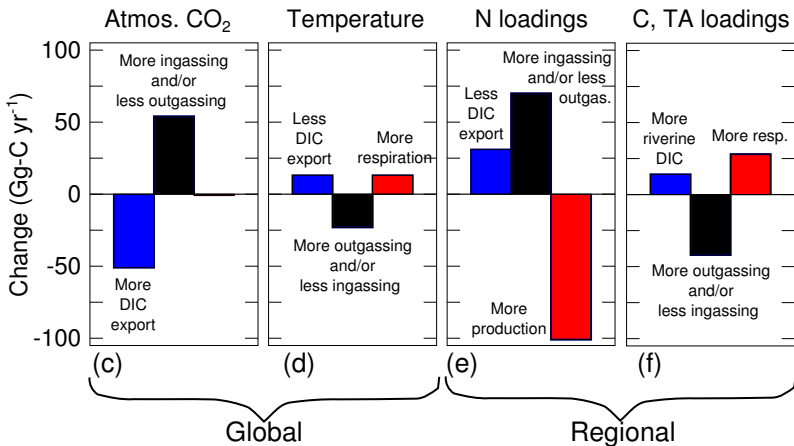 Atmos. CO₂
Temperature
N loadings
C, TA loadings
Change (Gg-C yr⁻¹)
100
50
0
-50
-100
More ingassing
and/or
less outgassing
More
DIC
export
Less
DIC
export
More
respiration
More outgassing
and/or
less ingassing
More ingassing
and/or less
outgas.
Less
DIC
export
More
production
More
riverine
DIC
More resp.
More outgassing
and/or
less ingassing
(c)
(d)
(e)
(f)
Global
Regional